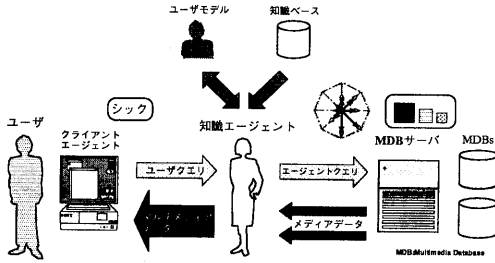 ユーザモデル
知識ベース
シック
ユーザ
クライアント
エージェント
知識エージェント
MDBサーバ
MDBs
ユーザクエリ
エージェントクエリ
メディアデータ
MDB:Multimedia Database